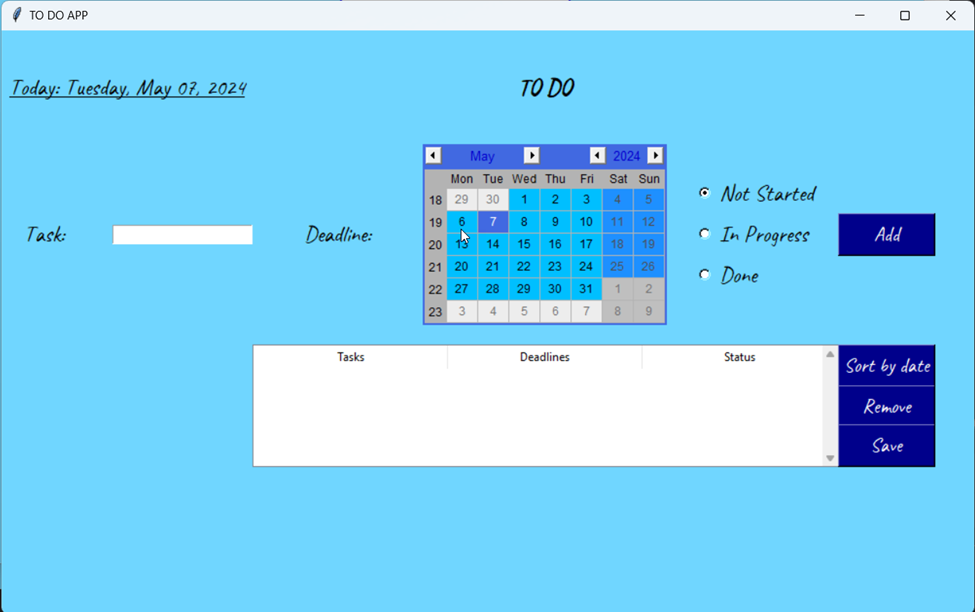 TO DO APP
Today: Tuesday, May 07, 2024
TO DO
May 2024
Mon Tue Wed Thu Fri Sat Sun
18 29 30 1 2 3 4 5
19 6 7 8 9 10 11 12
20 13 14 15 16 17 18 19
21 20 21 22 23 24 25 26
22 27 28 29 30 31 1 2
23 3 4 5 6 7 8 9
Task:
Deadline:
Not Started
In Progress
Done
Add
Tasks Deadlines Status
Sort by date
Remove
Save